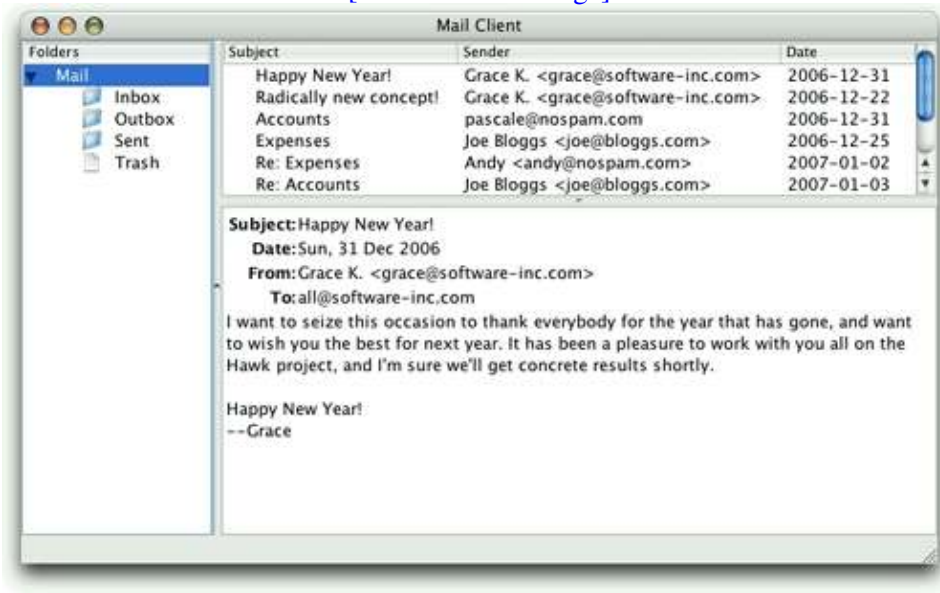 Mail Client
Folders
Mail
Inbox
Outbox
Sent
Trash
Subject Sender Date
Happy New Year! Grace K. <grace@software-inc.com> 2006-12-31
Radically new concept! Grace K. <grace@software-inc.com> 2006-12-22
Accounts pascale@nospam.com 2006-12-31
Expenses Joe Bloggs <joe@bloggs.com> 2006-12-25
Re: Expenses Andy <andy@nospam.com> 2007-01-02
Re: Accounts Joe Bloggs <joe@bloggs.com> 2007-01-03
Subject: Happy New Year!
Date: Sun, 31 Dec 2006
From: Grace K. <grace@software-inc.com>
To: all@software-inc.com
I want to seize this occasion to thank everybody for the year that has gone, and want
to wish you the best for next year. It has been a pleasure to work with you all on the
Hawk project, and I'm sure we'll get concrete results shortly.
Happy New Year!
--Grace